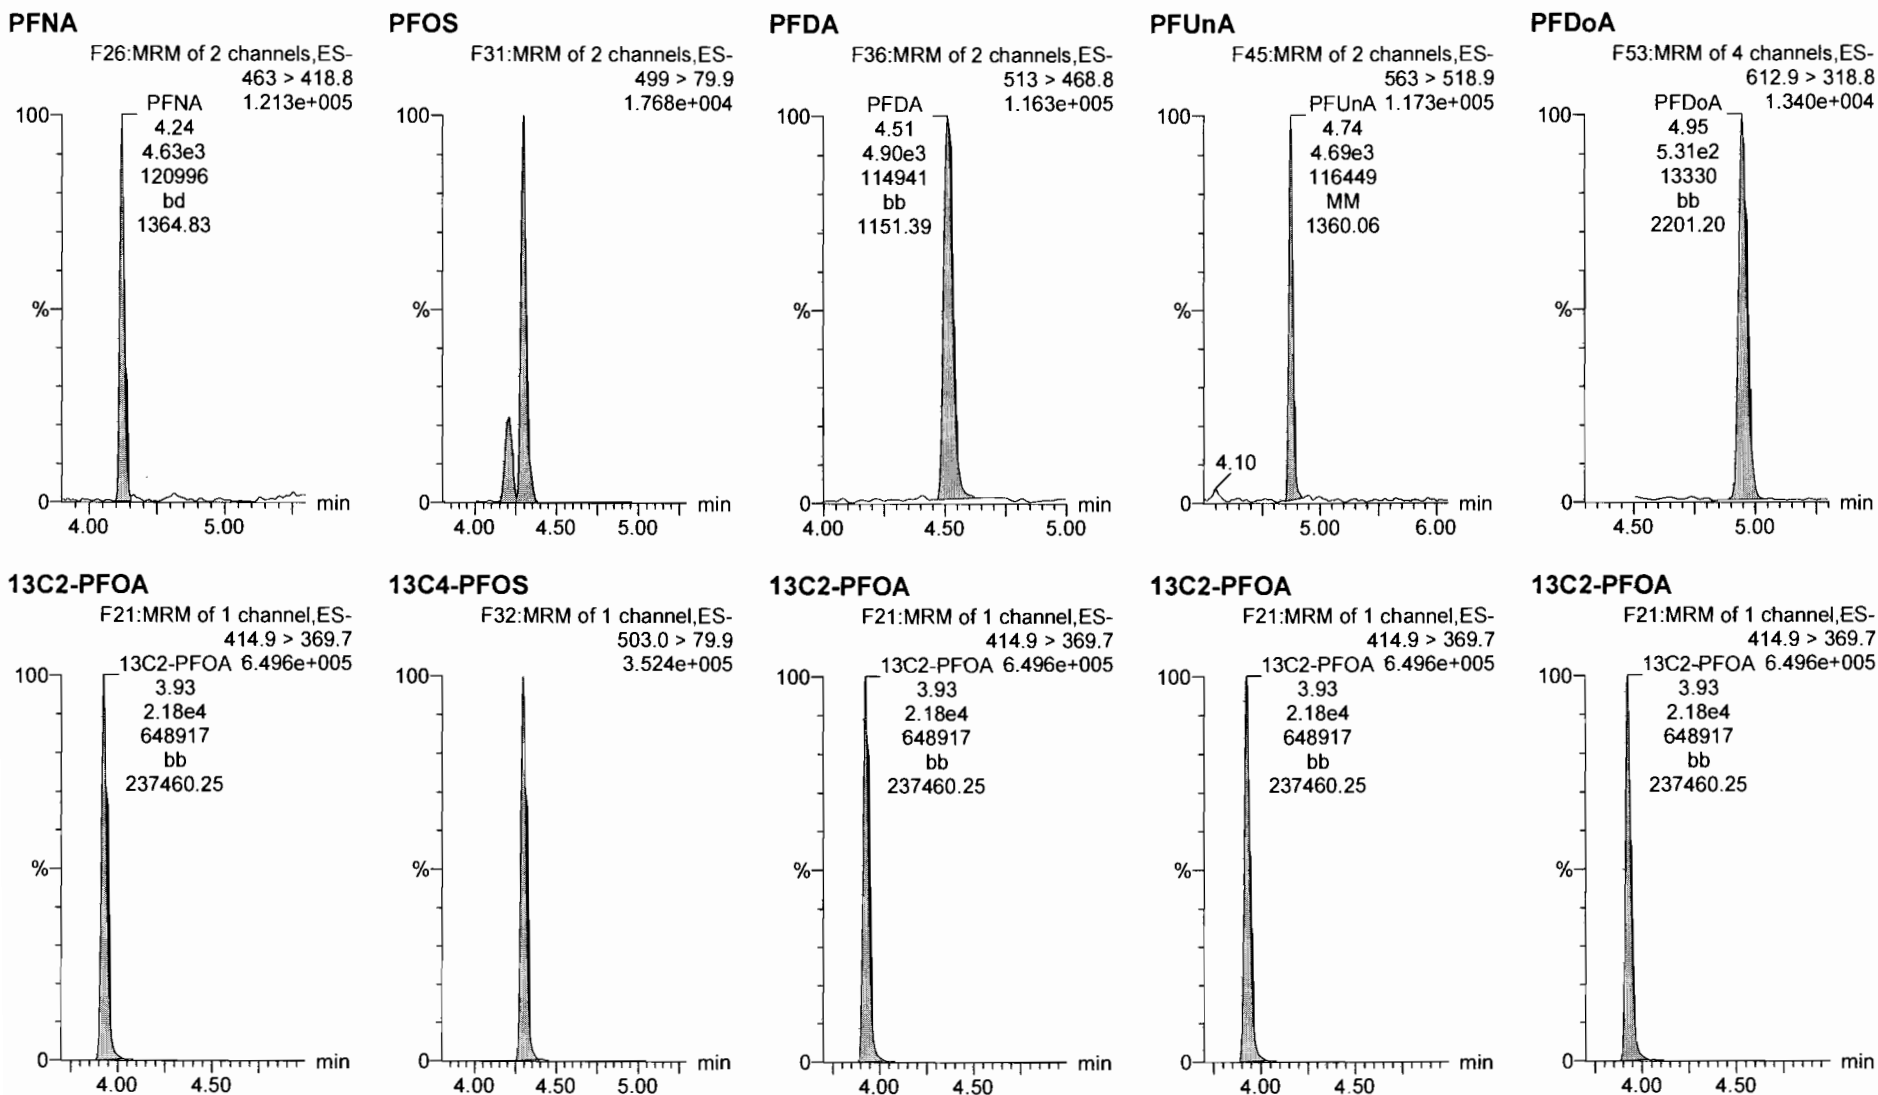 PFNA
F26:MRM of 2 channels,ES-
463 > 418.8
1.213e+005
PFNA
4.24
4.63e3
120996
bd
1364.83
100
%
0
min
4.00 5.00
PFOS
F31:MRM of 2 channels,ES-
499 > 79.9
1.768e+004
100
%
0
min
4.00 4.50 5.00
PFDA
F36:MRM of 2 channels,ES-
513 > 468.8
1.163e+005
PFDA
4.51
4.90e3
114941
bb
1151.39
100
%
0
min
4.00 4.50 5.00
PFUnA
F45:MRM of 2 channels,ES-
563 > 518.9
PFUnA 1.173e+005
4.74
4.69e3
116449
MM
1360.06
100
%
4.10
0
min
4.00 5.00 6.00
PFDoA
F53:MRM of 4 channels,ES-
612.9 > 318.8
1.340e+004
PFDoA
4.95
5.31e2
13330
bb
2201.20
100
%
0
min
4.50 5.00
13C2-PFOA
F21:MRM of 1 channel,ES-
414.9 > 369.7
13C2-PFOA 6.496e+005
3.93
2.18e4
648917
bb
237460.25
100
%
0
min
4.00 4.50
13C4-PFOS
F32:MRM of 1 channel,ES-
503.0 > 79.9
3.524e+005
100
%
0
min
4.00 4.50 5.00
13C2-PFOA
F21:MRM of 1 channel,ES-
414.9 > 369.7
13C2-PFOA 6.496e+005
3.93
2.18e4
648917
bb
237460.25
100
%
0
min
4.00 4.50
13C2-PFOA
F21:MRM of 1 channel,ES-
414.9 > 369.7
13C2-PFOA 6.496e+005
3.93
2.18e4
648917
bb
237460.25
100
%
0
min
4.00 4.50
13C2-PFOA
F21:MRM of 1 channel,ES-
414.9 > 369.7
13C2-PFOA 6.496e+005
3.93
2.18e4
648917
bb
237460.25
100
%
0
min
4.00 4.50